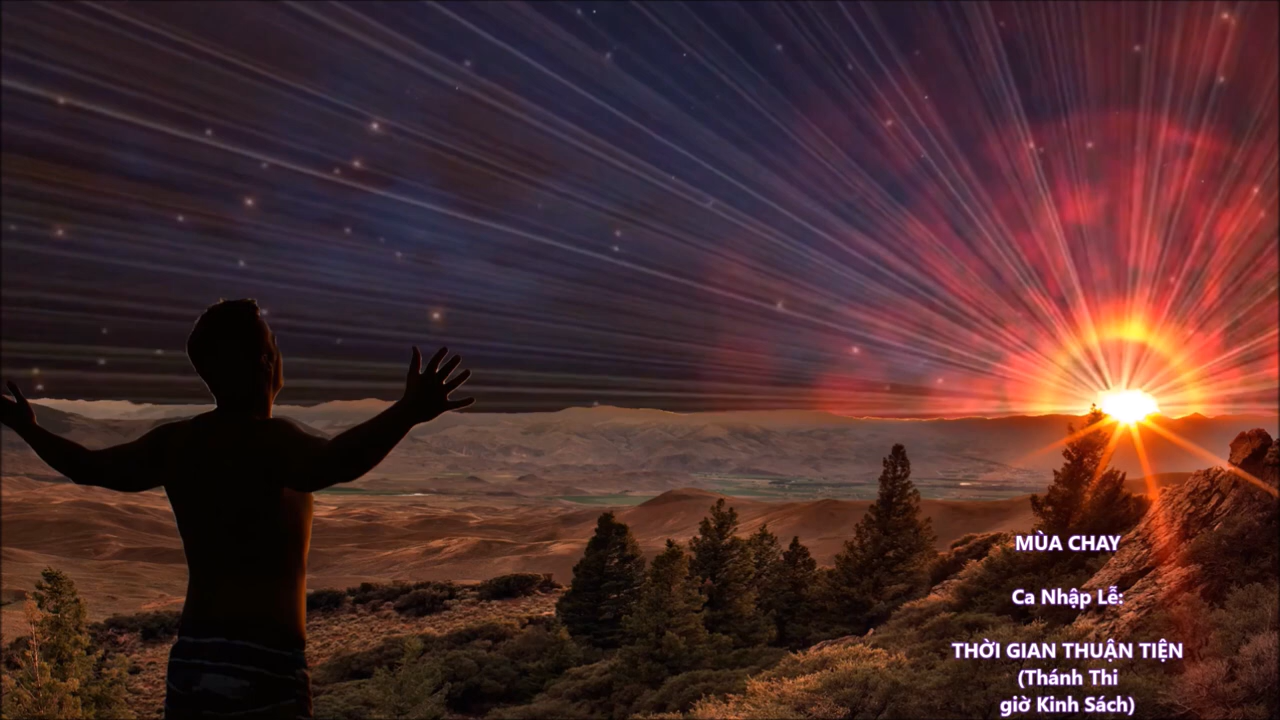 MÙA CHAY
Ca Nhập Lễ:
THỜI GIAN THUẬN TIỆN
(Thánh Thi
giờ Kinh Sách)